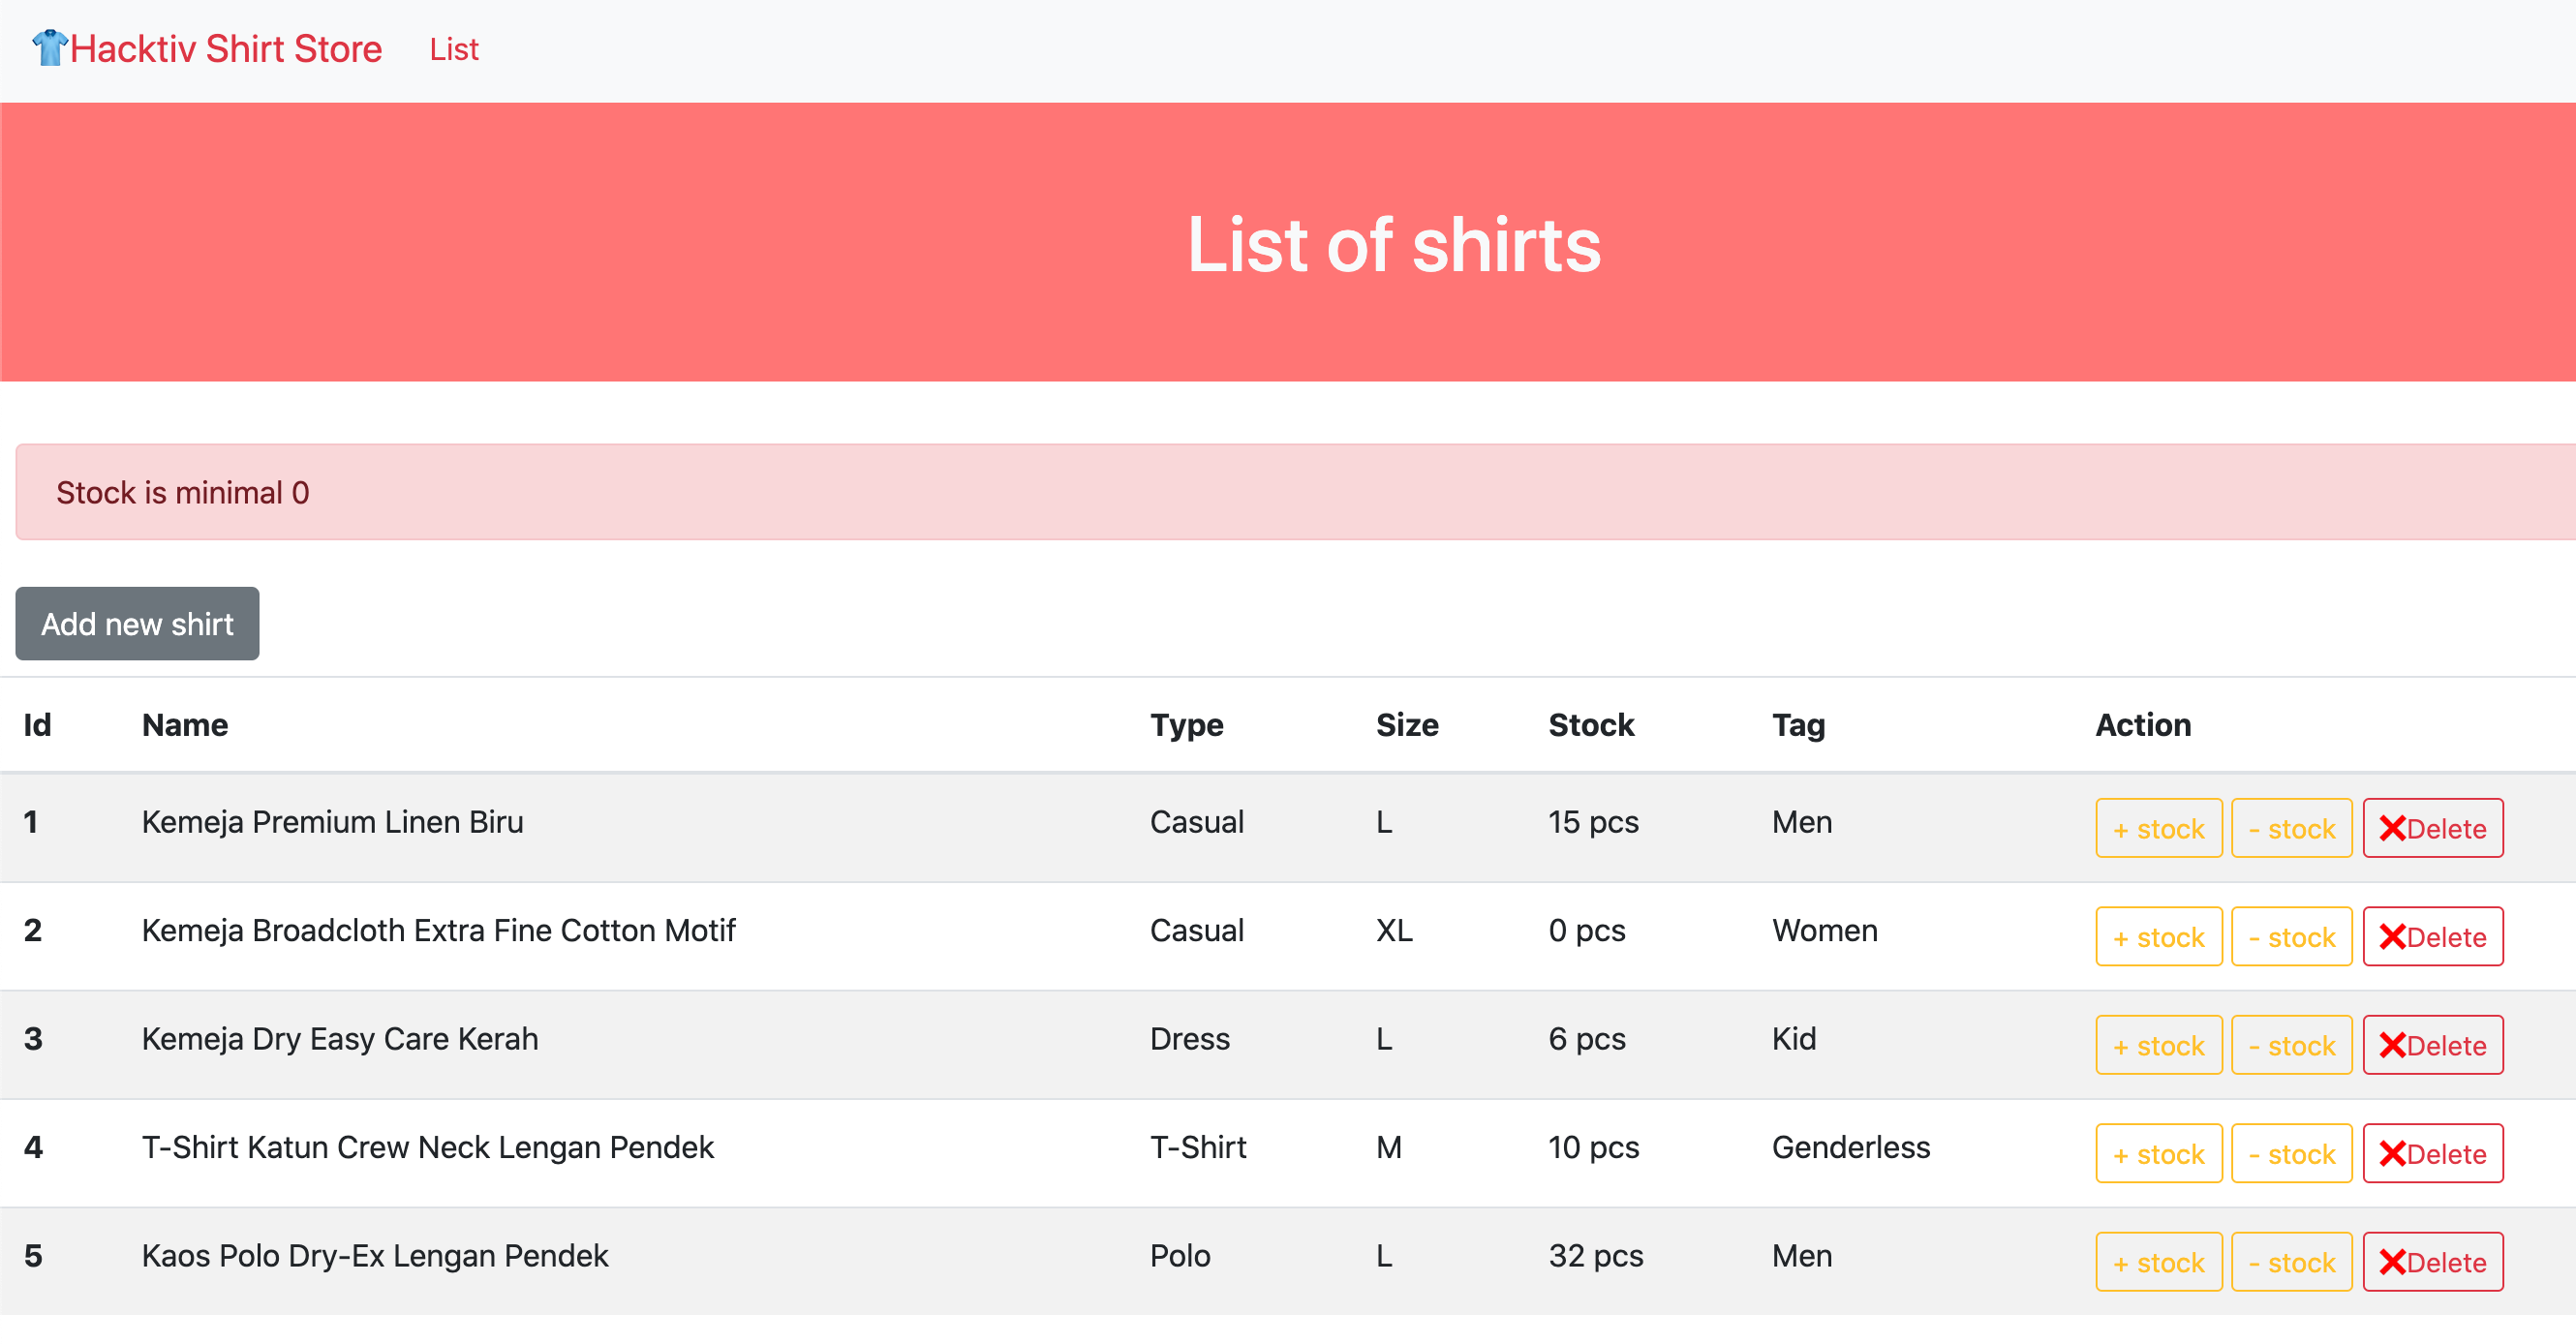 Hacktiv Shirt Store List
List of shirts
Stock is minimal 0
Add new shirt
Id Name Type Size Stock Tag Action
1 Kemeja Premium Linen Biru Casual L 15 pcs Men + stock - stock ❌Delete
2 Kemeja Broadcloth Extra Fine Cotton Motif Casual XL 0 pcs Women + stock - stock ❌Delete
3 Kemeja Dry Easy Care Kerah Dress L 6 pcs Kid + stock - stock ❌Delete
4 T-Shirt Katun Crew Neck Lengan Pendek T-Shirt M 10 pcs Genderless + stock - stock ❌Delete
5 Kaos Polo Dry-Ex Lengan Pendek Polo L 32 pcs Men + stock - stock ❌Delete